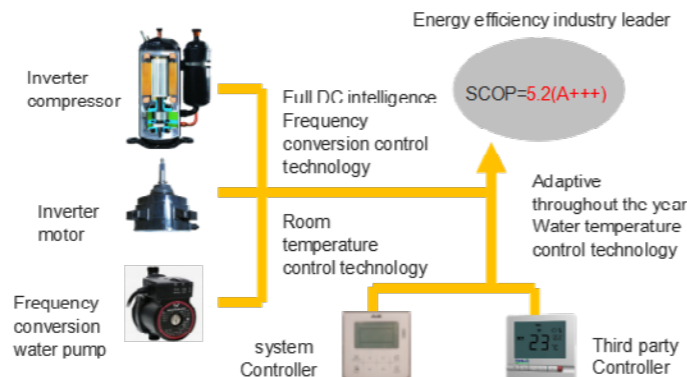 Energy efficiency industry leader
SCOP=5.2(A+++)
Inverter
compressor
Full DC intelligence
Frequency
conversion control
technology
Inverter
motor
Room
temperature
control technology
Adaptive
throughout the year
Water temperature
control technology
Frequency
conversion
water pump
system
Controller
23
Third party
Controller